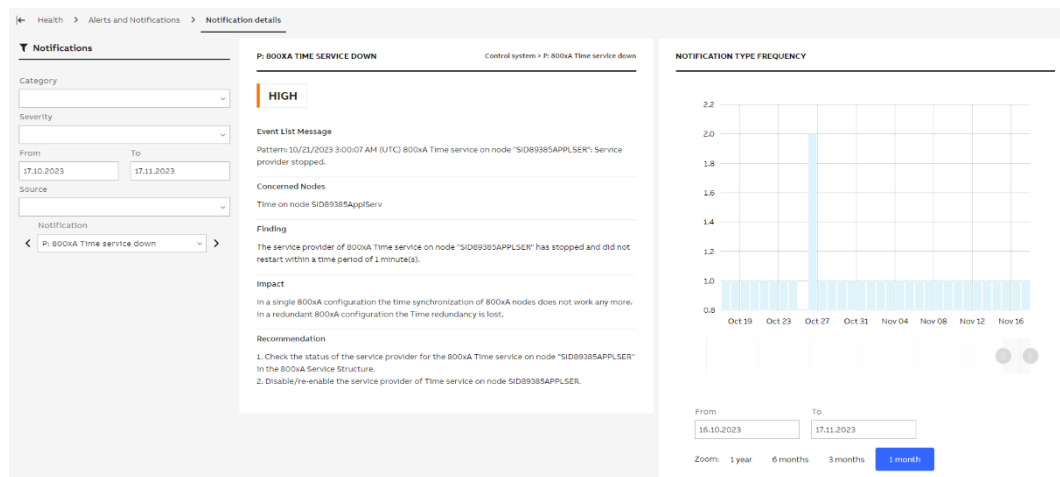 Health > Alerts and Notifications > Notification details
Notifications
Category
Severity
From To
17.10.2023 17.11.2023
Source
Notification
P: 800xA Time service down
P: 800XA TIME SERVICE DOWN
Control system > P: 800xA Time service down
HIGH
Event List Message
Pattern: 10/21/2023 3:00:07 AM (UTC) 800xA Time service on node "SID89385APPLSER": Service
provider stopped.
Concerned Nodes
Time on node SID89385ApplServ
Finding
The service provider of 800xA Time service on node "SID89385APPLSER" has stopped and did not
restart within a time period of 1 minute(s).
Impact
In a single 800xA configuration the time synchronization of 800xA nodes does not work any more.
In a redundant 800xA configuration the Time redundancy is lost.
Recommendation
1. Check the status of the service provider for the 800xA Time service on node "SID89385APPLSER"
in the 800xA Service Structure.
2. Disable/re-enable the service provider of Time service on node SID89385APPLSER.
NOTIFICATION TYPE FREQUENCY
2.2
2.0
1.8
1.6
1.4
1.2
1.0
0.8
Oct 19 Oct 23 Oct 27 Oct 31 Nov 04 Nov 08 Nov 12 Nov 16
From To
16.10.2023 17.11.2023
Zoom: 1 year 6 months 3 months 1 month